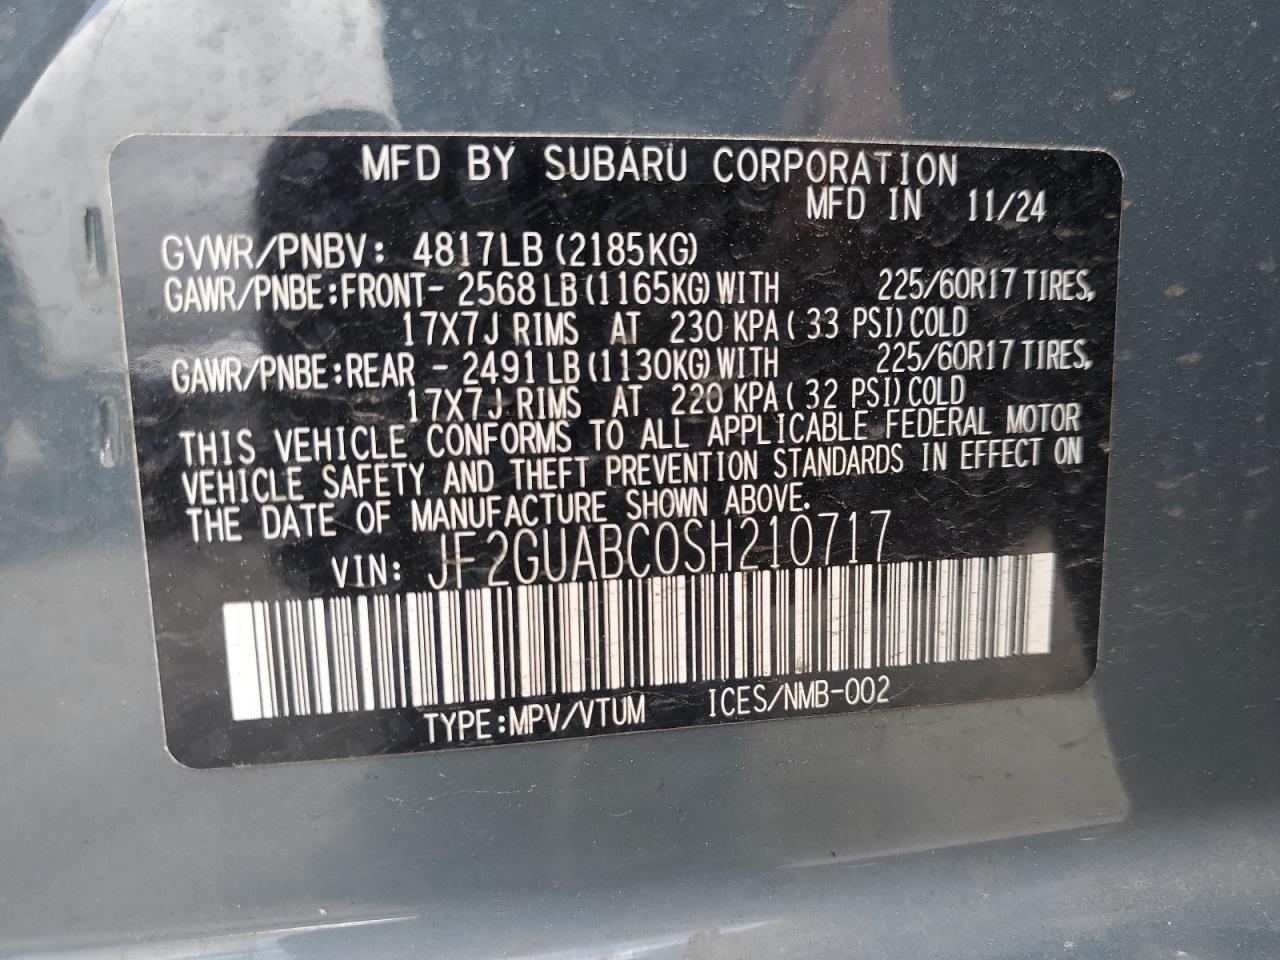 MFD BY SUBARU CORPORATION
MFD IN 11/24
GVWR/PNBV: 4817LB (2185KG)
GAWR/PNBE:FRONT- 2568 LB (1165KG) WITH 225/60R17 TIRES,
17X7J RIMS AT 230 KPA ( 33 PSI) COLD
GAWR/PNBE:REAR - 2491 LB (1130KG) WITH 225/60R17 TIRES,
17X7J RIMS AT 220 KPA ( 32 PSI) COLD
THIS VEHICLE CONFORMS TO ALL APPLICABLE FEDERAL MOTOR
VEHICLE SAFETY AND THEFT PREVENTION STANDARDS IN EFFECT ON
THE DATE OF MANUFACTURE SHOWN ABOVE.
VIN: JF2GUABC0SH210717
TYPE:MPV/VTUM ICES/NMB-002